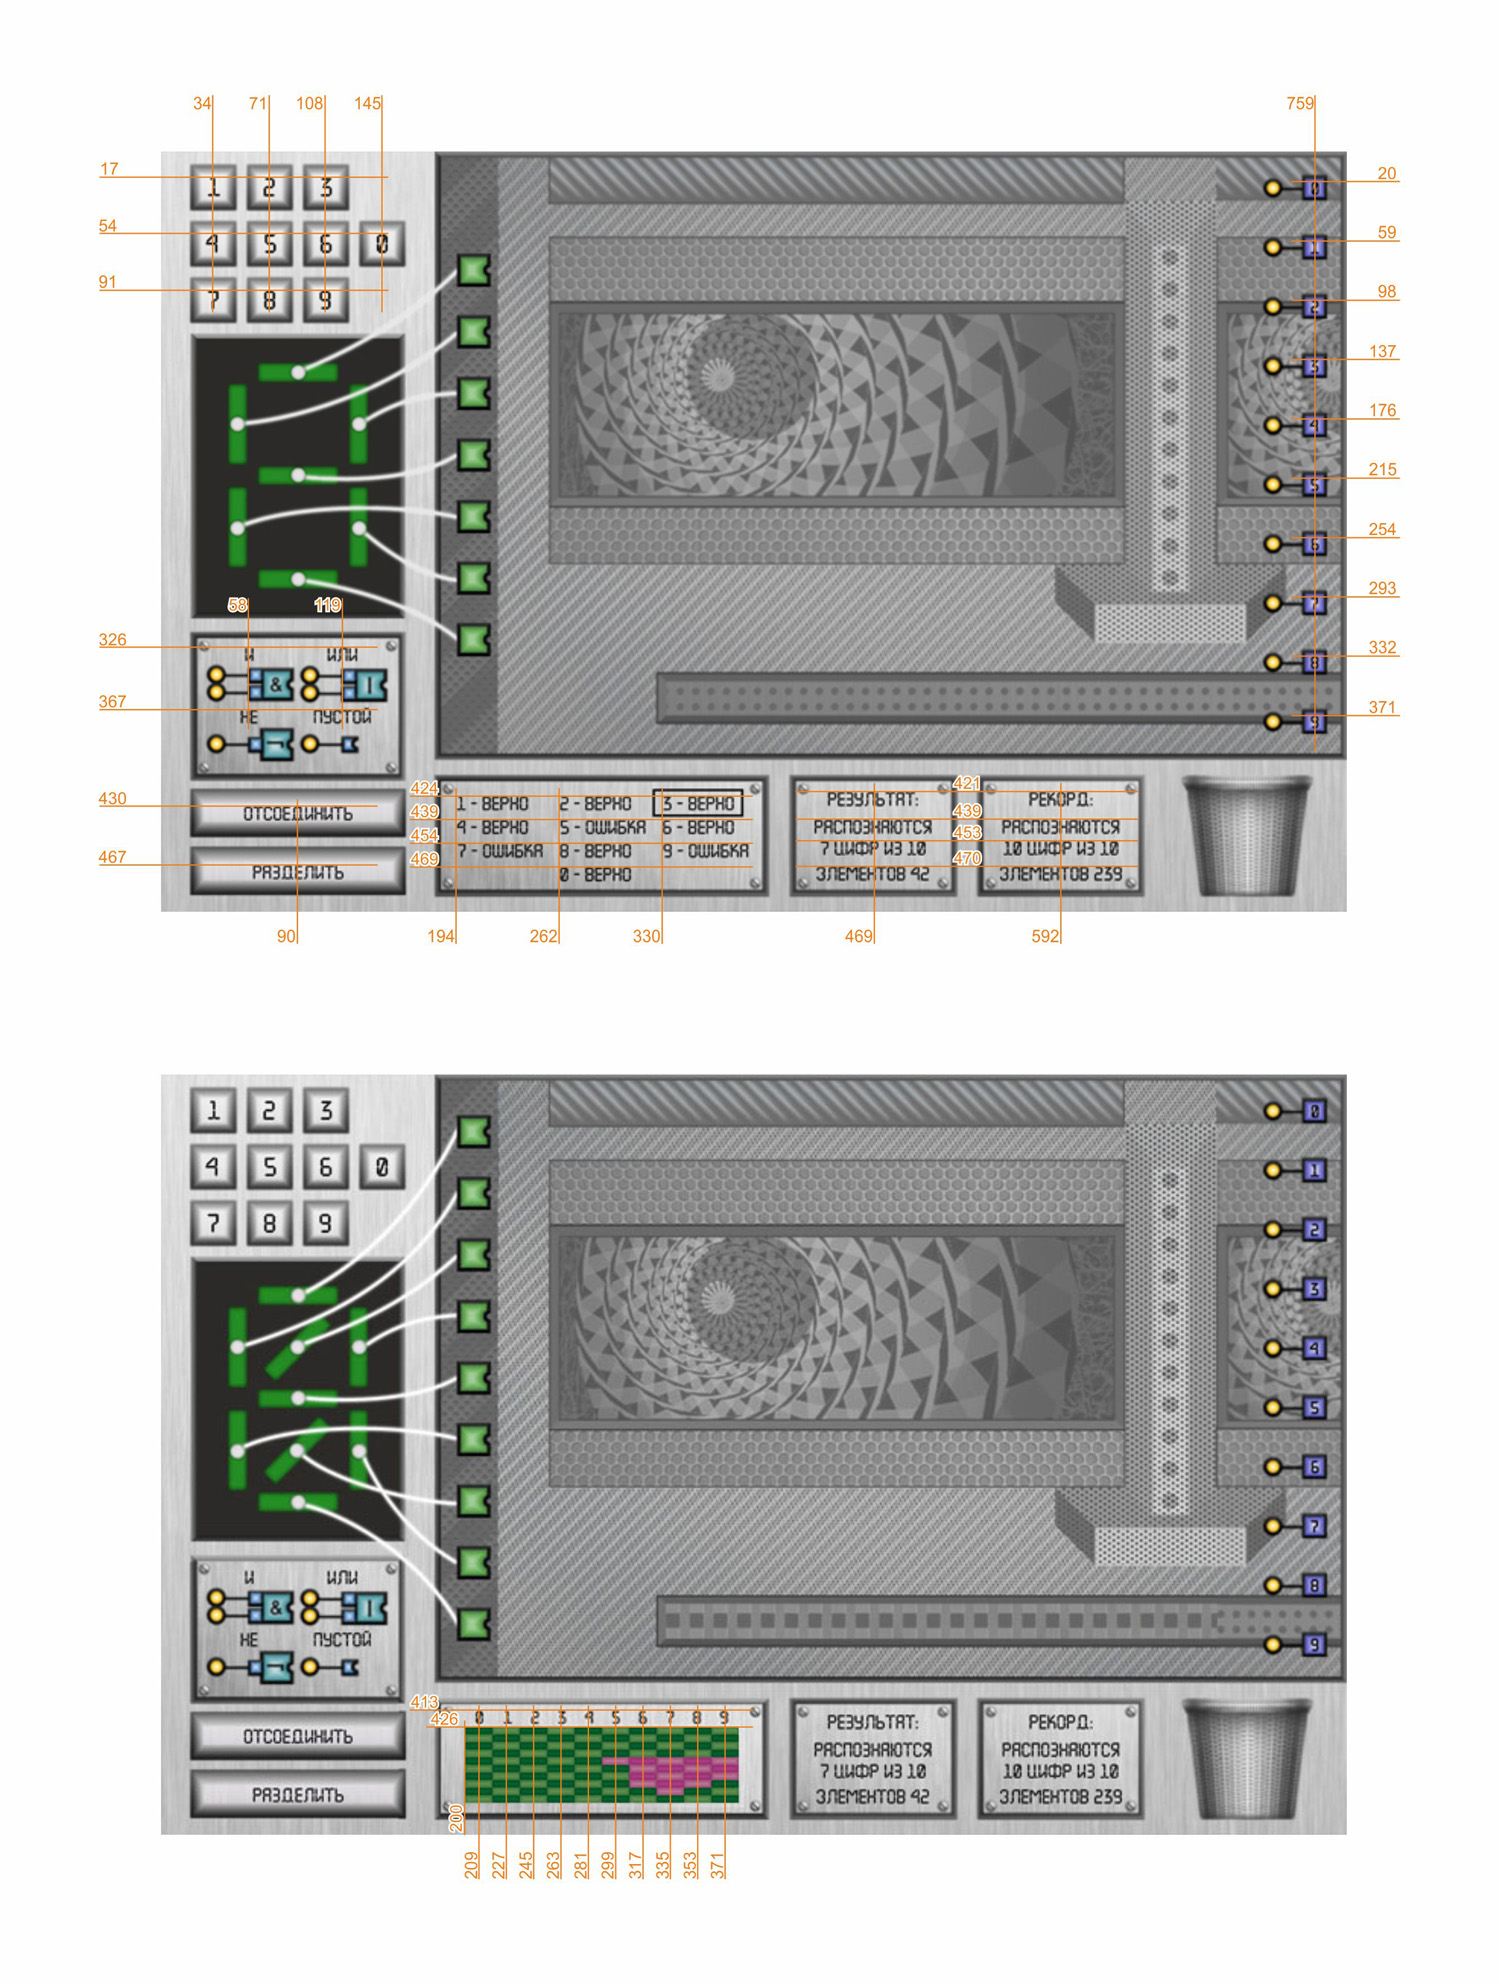 34 71 108 145 759
17 20
1 2 3 0
54 59
4 5 6 0 1
91 98
7 8 9 2
137
3
176
4
215
5
254
6
58 119 293
7
326 332
И ИЛИ 8
&
367 371
НЕ ПУСТОЙ 9
424 421
430 1 - ВЕРНО 2 - ВЕРНО 3 - ВЕРНО РЕЗУЛЬТАТ: РЕКОРД:
ОТСОЕДИНИТЬ 439 439
4 - ВЕРНО 5 - ОШИБКА 6 - ВЕРНО РАСПОЗНАЮТСЯ РАСПОЗНАЮТСЯ
454 453
7 - ОШИБКА 8 - ВЕРНО 9 - ОШИБКА 7 ЦИФР ИЗ 10 10 ЦИФР ИЗ 10
467 469 470
РАЗДЕЛИТЬ 0 - ВЕРНО ЭЛЕМЕНТОВ 42 ЭЛЕМЕНТОВ 239
90 194 262 330 469 592
1 2 3 0
4 5 6 0 1
7 8 9 2
3
4
5
6
7
И ИЛИ 8
&
НЕ ПУСТОЙ 9
413
426 0 1 2 3 4 5 6 7 8 9 РЕЗУЛЬТАТ: РЕКОРД:
ОТСОЕДИНИТЬ РАСПОЗНАЮТСЯ РАСПОЗНАЮТСЯ
7 ЦИФР ИЗ 10 10 ЦИФР ИЗ 10
РАЗДЕЛИТЬ ЭЛЕМЕНТОВ 42 ЭЛЕМЕНТОВ 239
200
209 227 245 263 281 299 317 335 353 371